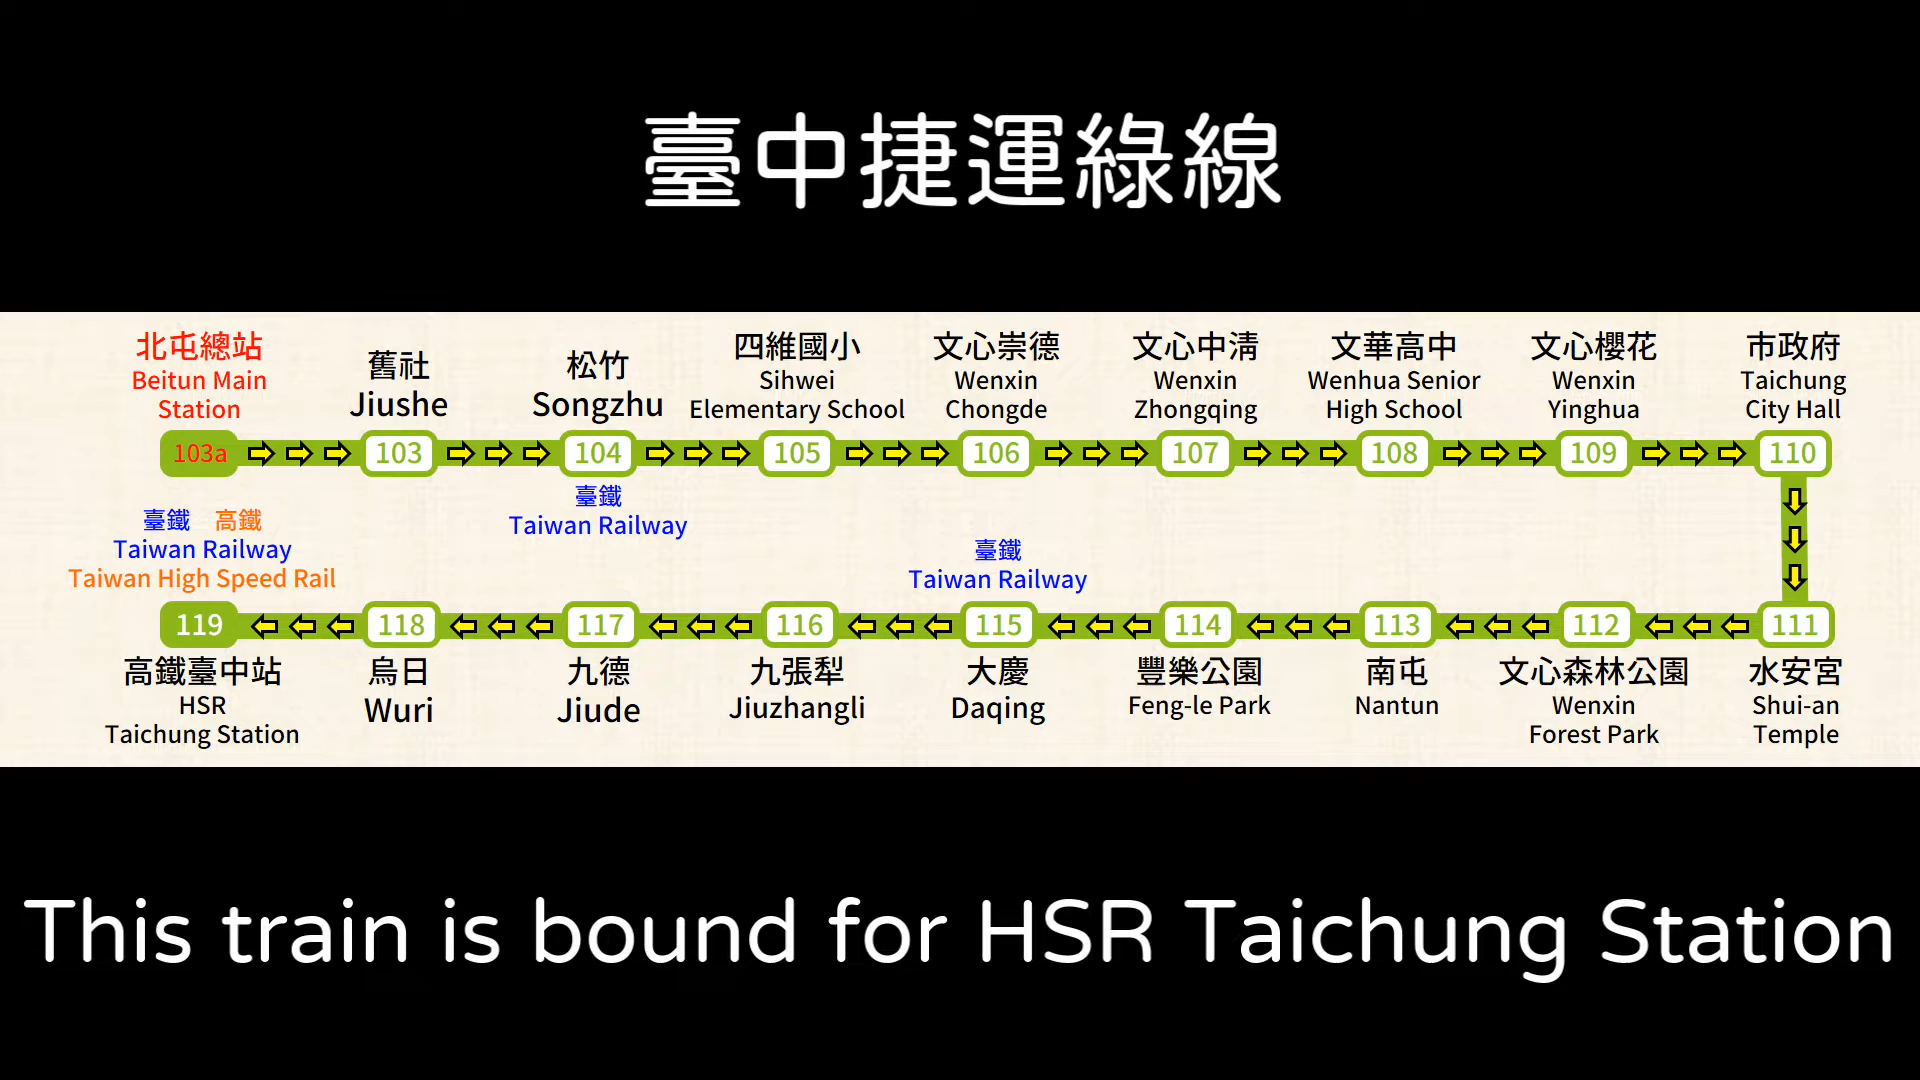 臺中捷運綠線
北屯總站
Beitun Main
Station
舊社
Jiushe
松竹
Songzhu
四維國小
Sihwei
Elementary School
文心崇德
Wenxin
Chongde
文心中清
Wenxin
Zhongqing
文華高中
Wenhua Senior
High School
文心櫻花
Wenxin
Yinghua
市政府
Taichung
City Hall
103a
103
104
105
106
107
108
109
110
臺鐵
Taiwan Railway
臺鐵 高鐵
Taiwan Railway
Taiwan High Speed Rail
臺鐵
Taiwan Railway
119
118
117
116
115
114
113
112
111
高鐵臺中站
HSR
Taichung Station
烏日
Wuri
九德
Jiude
九張犁
Jiuzhangli
大慶
Daqing
豐樂公園
Feng-le Park
南屯
Nantun
文心森林公園
Wenxin
Forest Park
水安宮
Shui-an
Temple
This train is bound for HSR Taichung Station